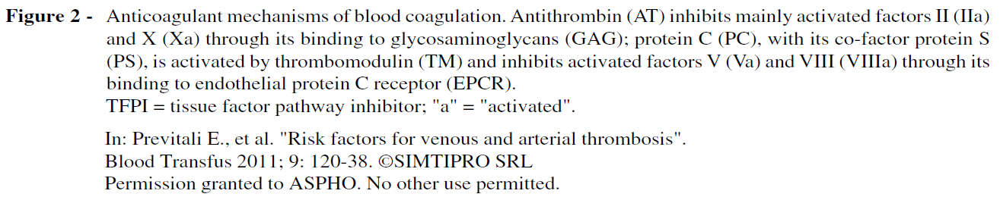 Figure 2 - Anticoagulant mechanisms of blood coagulation. Antithrombin (AT) inhibits mainly activated factors II (IIa)
and X (Xa) through its binding to glycosaminoglycans (GAG); protein C (PC), with its co-factor protein S
(PS), is activated by thrombomodulin (TM) and inhibits activated factors V (Va) and VIII (VIIIa) through its
binding to endothelial protein C receptor (EPCR).
TFPI = tissue factor pathway inhibitor; "a" = "activated".
In: Previtali E., et al. "Risk factors for venous and arterial thrombosis".
Blood Transfus 2011; 9: 120-38. ©SIMTIPRO SRL
Permission granted to ASPHO. No other use permitted.